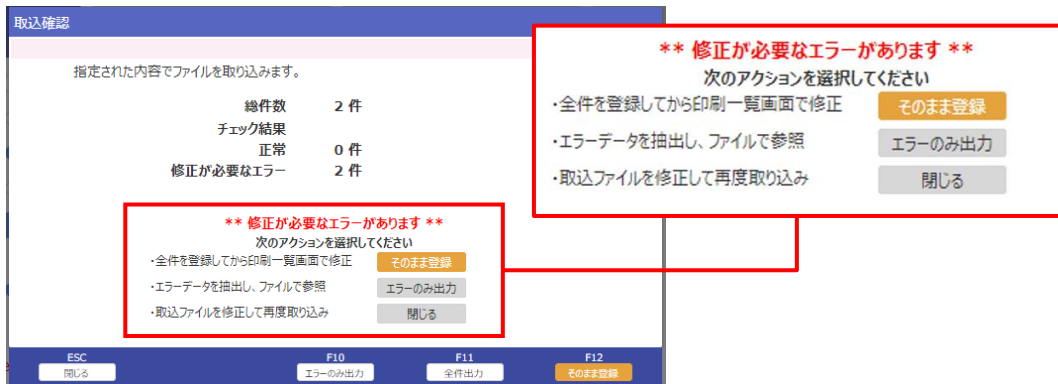 取込確認
指定された内容でファイルを取り込みます。
総件数 2 件
チェック結果
正常 0 件
修正が必要なエラー 2 件
** 修正が必要なエラーがあります **
次のアクションを選択してください
・全件を登録してから印刷一覧画面で修正 そのまま登録
・エラーデータを抽出し、ファイルで参照 エラーのみ出力
・取込ファイルを修正して再度取り込み 閉じる
ESC F10 F11 F12
閉じる エラーのみ出力 全件出力 そのまま登録
** 修正が必要なエラーがあります **
次のアクションを選択してください
・全件を登録してから印刷一覧画面で修正 そのまま登録
・エラーデータを抽出し、ファイルで参照 エラーのみ出力
・取込ファイルを修正して再度取り込み 閉じる